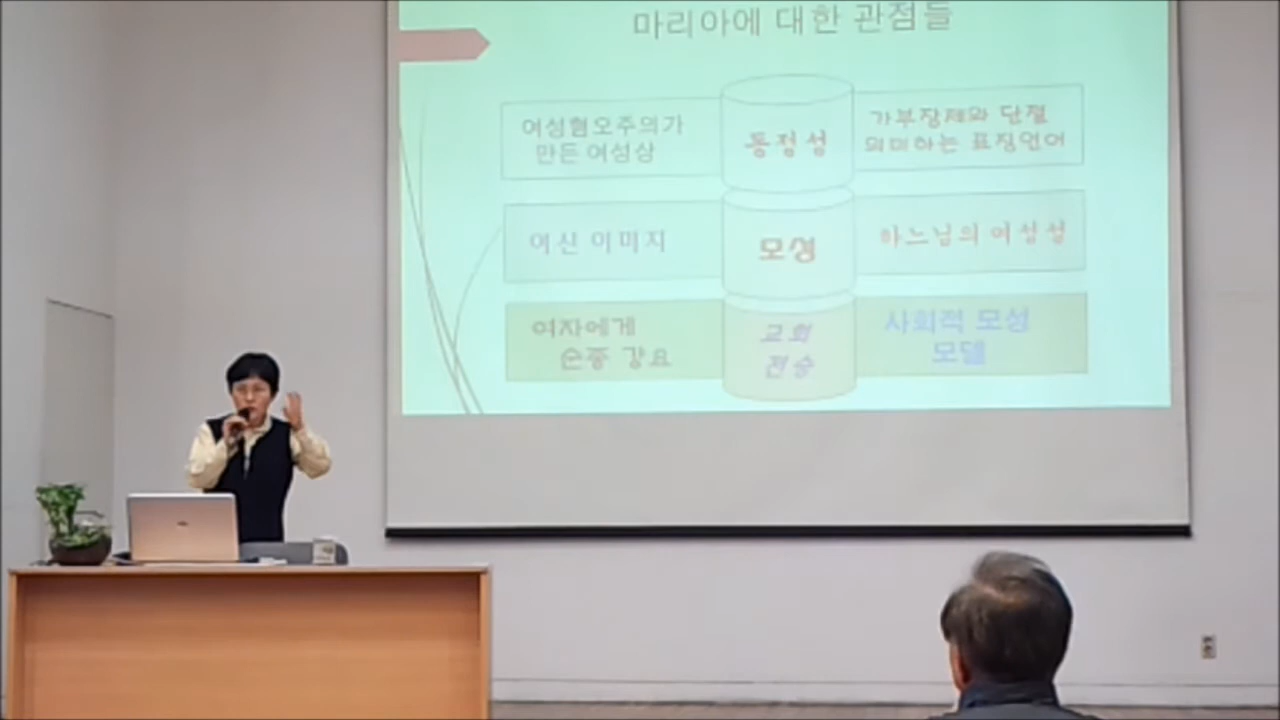 마리아에 대한 관점들
여성혐오주의가
만든 여성상
동정성
가부장제와 단절
의미하는 표징언어
여신 이미지
모성
하느님의 여성성
여자에게
순종 강요
교회
전승
사회적 모성
모델